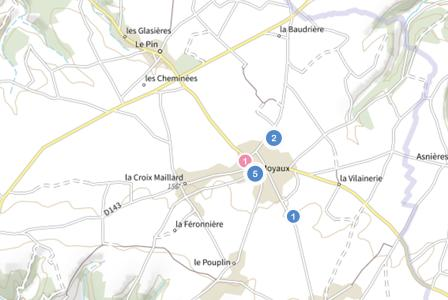 les Glasières
la Baudrière
Le Pin
les Cheminées
2
1
5
Moyaux
Asnières
la Croix Maillard
156
la Vilainerie
D143
1
la Féronnière
le Pouplin